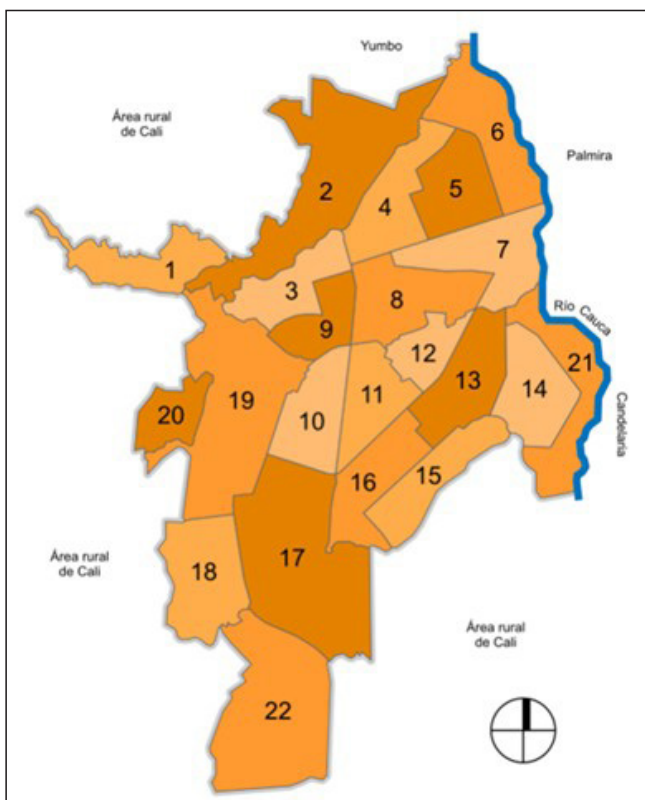 Yumbo
Área rural
de Cali
6
Palmira
2
5
4
7
1
3
8
Río Cauca
9
12
21
13
14
19
20
11
10
Candelaria
15
16
17
Área rural
de Cali
18
Área rural
de Cali
22